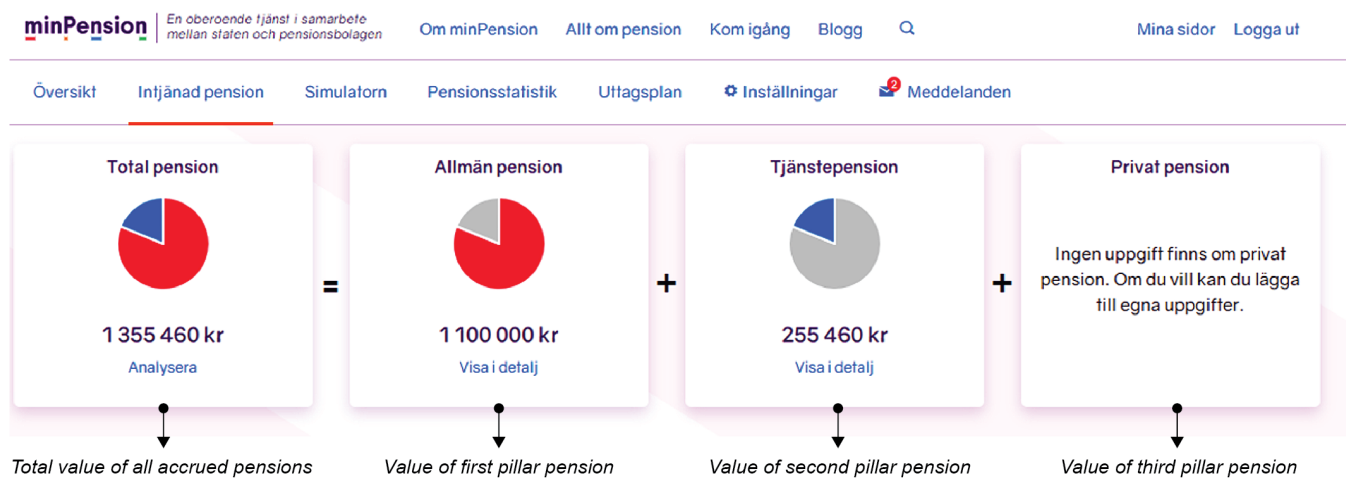 minPension
En oberoende tjänst i samarbete
mellan staten och pensionsbolagen
Om minPension
Allt om pension
Kom igång
Blogg
Mina sidor
Logga ut
Översikt
Intjänad pension
Simulatorn
Pensionsstatistik
Uttagsplan
Inställningar
2
Meddelanden
Total pension
1 355 460 kr
Analysera
=
Allmän pension
1 100 000 kr
Visa i detalj
+
Tjänstepension
255 460 kr
Visa i detalj
+
Privat pension
Ingen uppgift finns om privat
pension. Om du vill kan du lägga
till egna uppgifter.
Total value of all accrued pensions
Value of first pillar pension
Value of second pillar pension
Value of third pillar pension